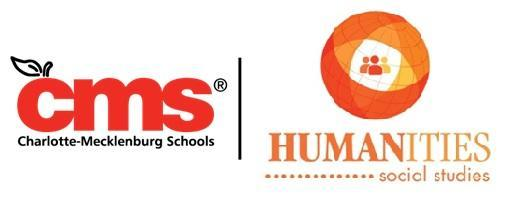 cms®
Charlotte-Mecklenburg Schools
HUMANITIES
social studies